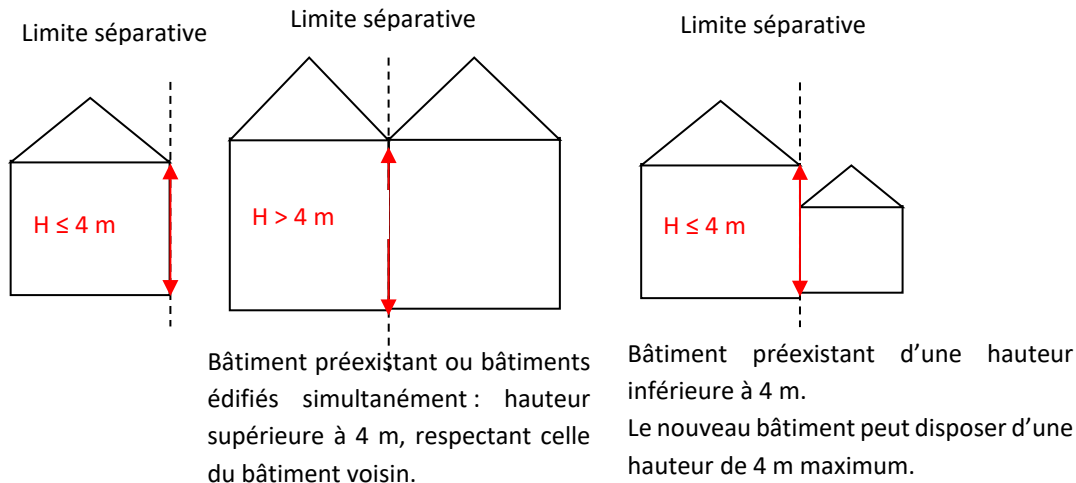 Limite séparative
Limite séparative
Limite séparative
H ≤ 4 m
H > 4 m
H ≤ 4 m
Bâtiment préexistant ou bâtiments
édifiés simultanément : hauteur
supérieure à 4 m, respectant celle
du bâtiment voisin.
Bâtiment préexistant d’une hauteur
inférieure à 4 m.
Le nouveau bâtiment peut disposer d’une
hauteur de 4 m maximum.